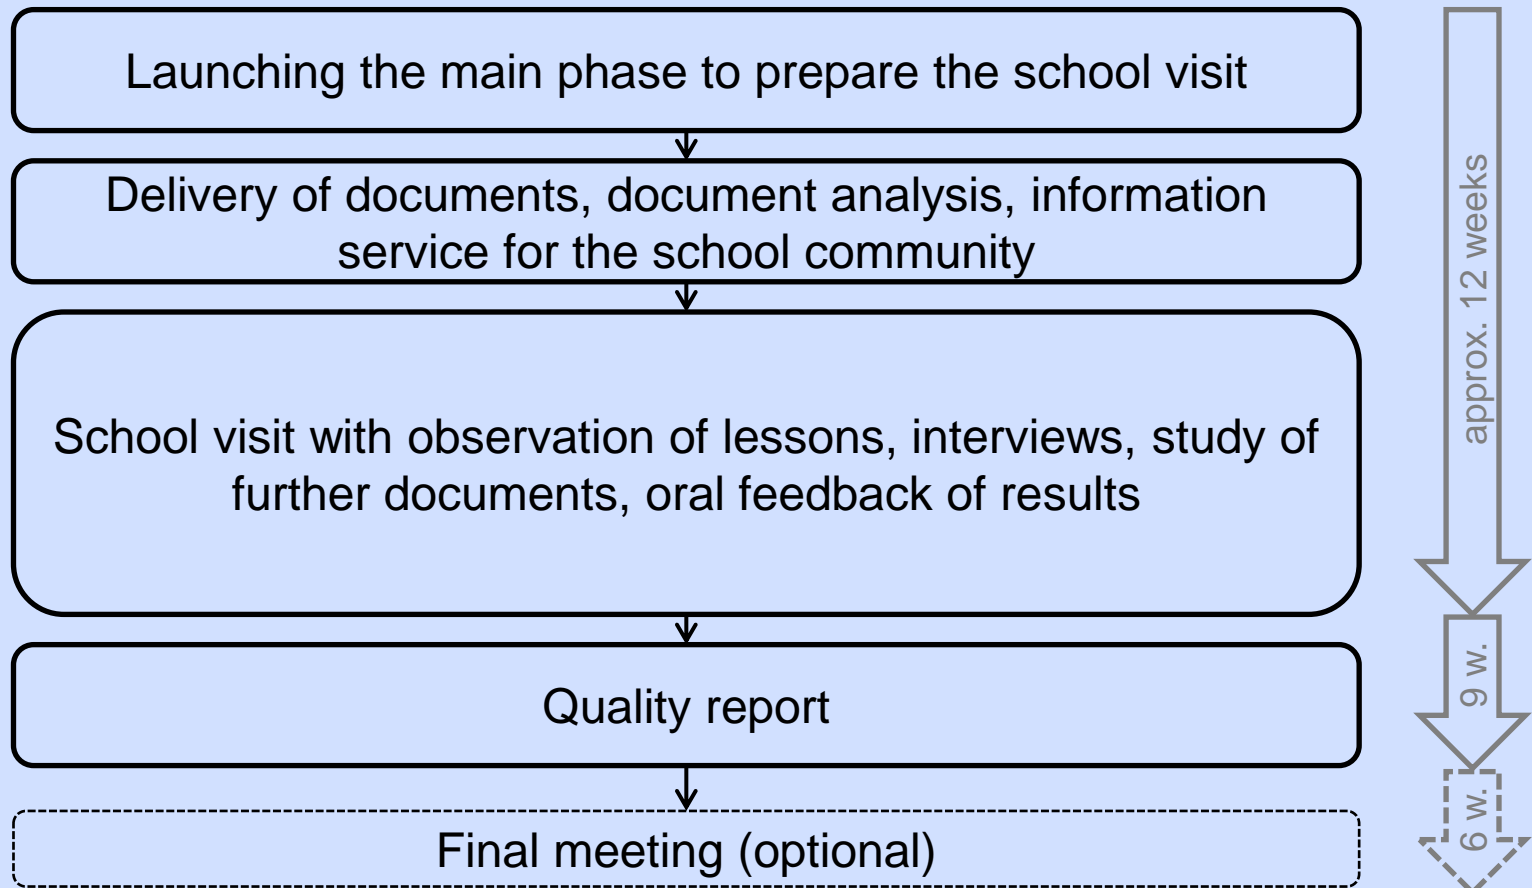 Launching the main phase to prepare the school visit
Delivery of documents, document analysis, information
service for the school community
School visit with observation of lessons, interviews, study of
further documents, oral feedback of results
Quality report
Final meeting (optional)
approx. 12 weeks
9 w.
6 w.